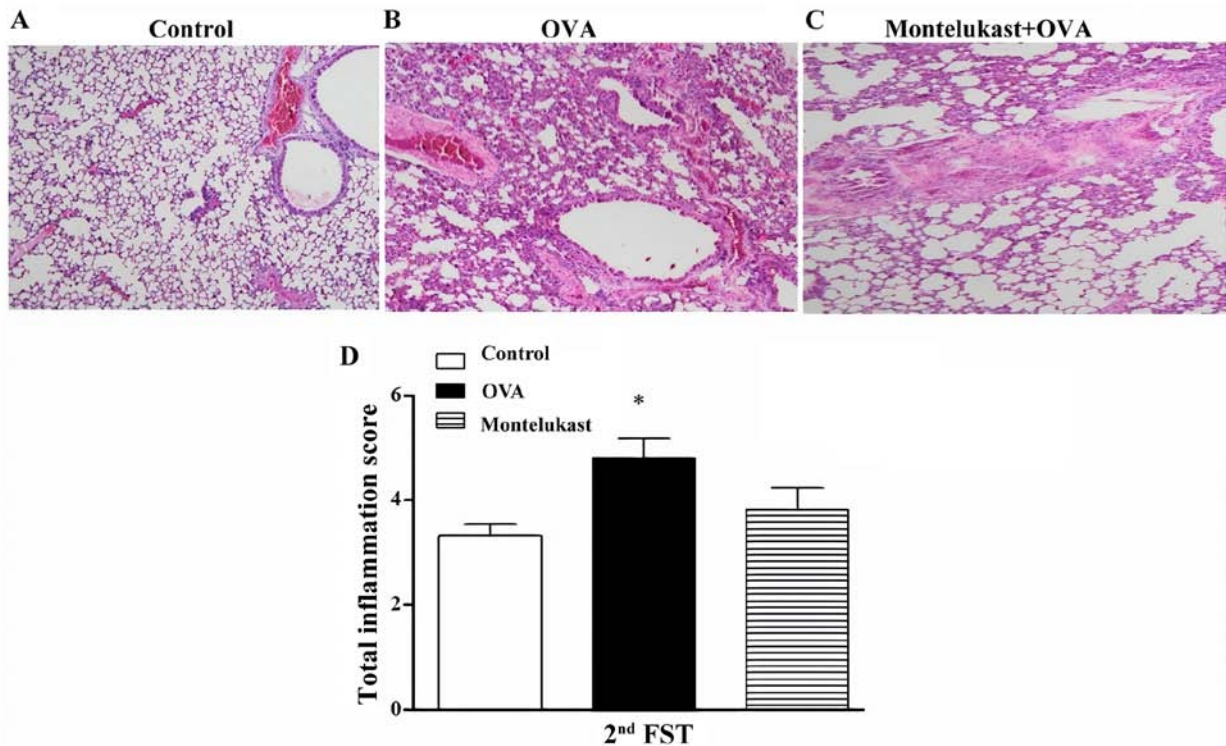 A
Control
B
OVA
C
Montelukast+OVA
D
Control
OVA
Montelukast
Total inflammation score
6
4
2
0
*
2nd FST